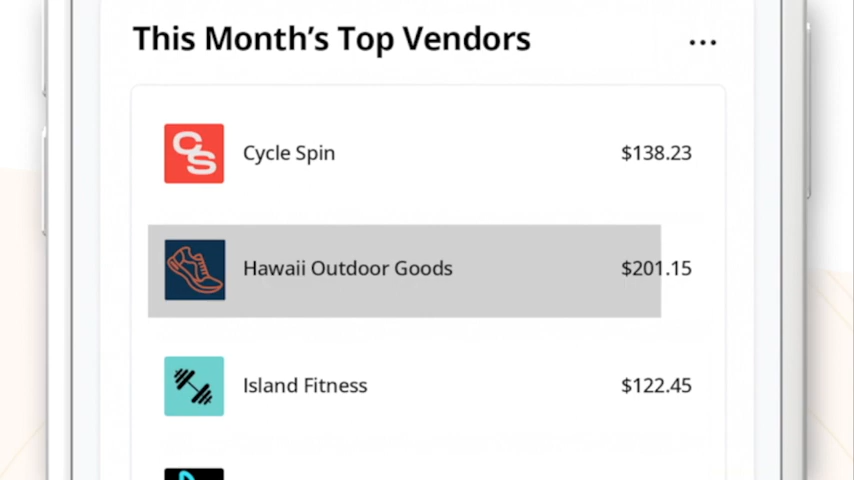 This Month's Top Vendors
CS
Cycle Spin $138.23
Hawaii Outdoor Goods $201.15
Island Fitness $122.45